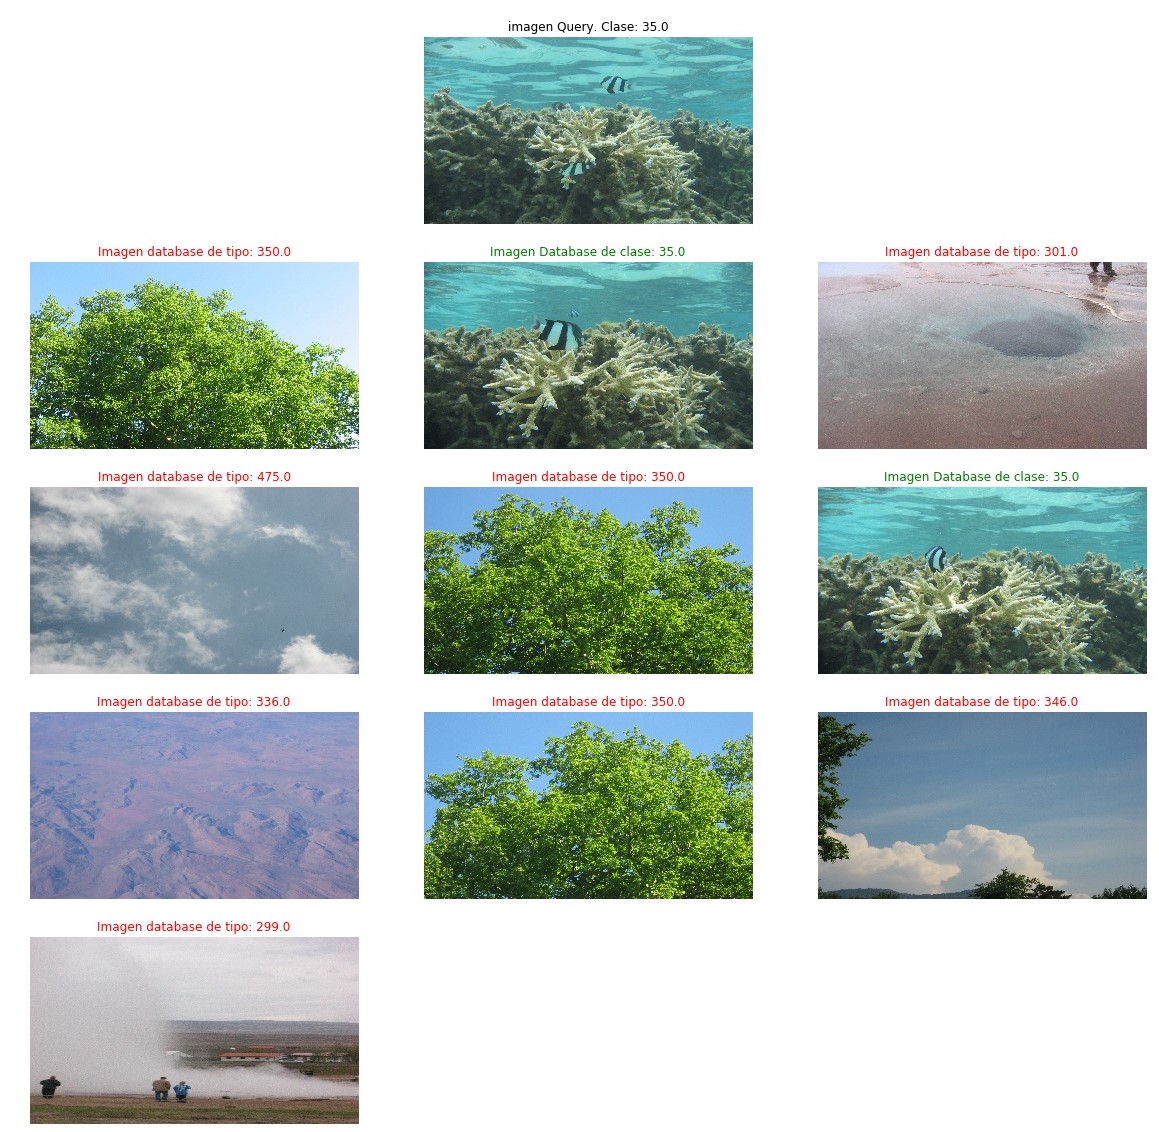 imagen Query. Clase: 35.0
Imagen database de tipo: 350.0
Imagen Database de clase: 35.0
Imagen database de tipo: 301.0
Imagen database de tipo: 475.0
Imagen database de tipo: 350.0
Imagen Database de clase: 35.0
Imagen database de tipo: 336.0
Imagen database de tipo: 350.0
Imagen database de tipo: 346.0
Imagen database de tipo: 299.0